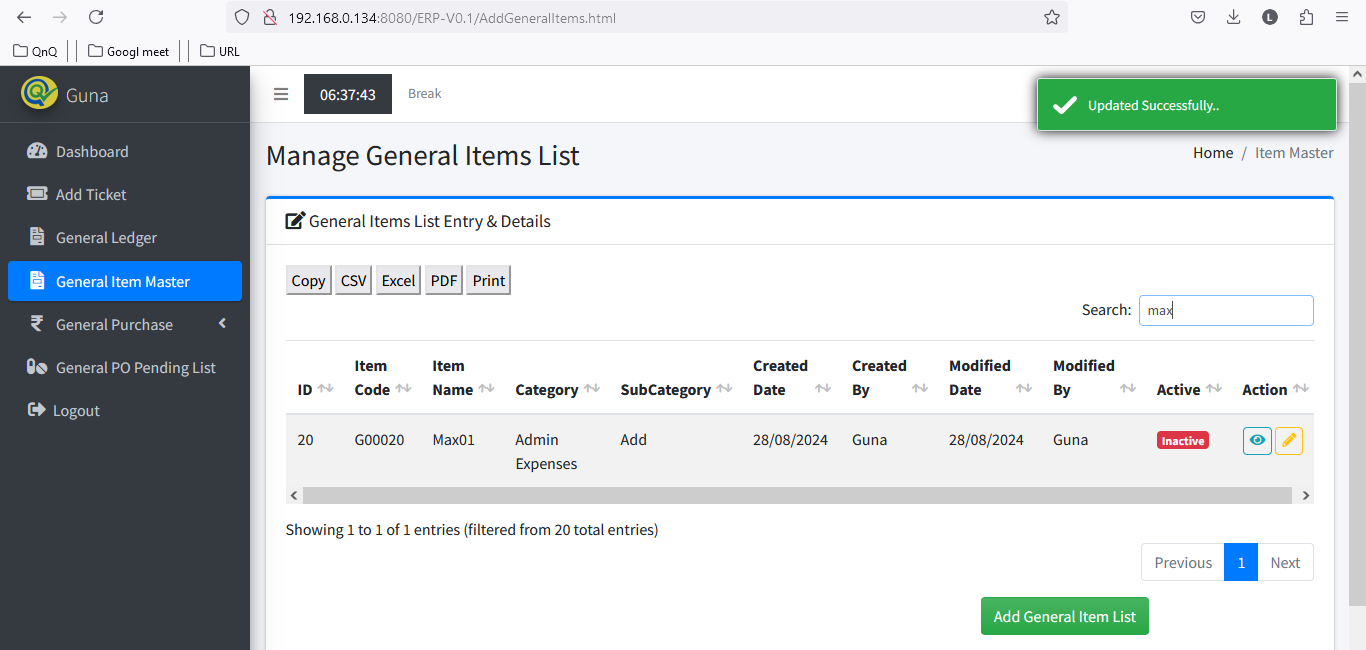 192.168.0.134:8080/ERP-V0.1/AddGeneralItems.html
L
QnQ
Googl meet
URL
Guna
06:37:43
Break
Updated Successfully..
Dashboard
Add Ticket
General Ledger
General Item Master
General Purchase
General PO Pending List
Logout
Manage General Items List
Home / Item Master
General Items List Entry & Details
Copy CSV Excel PDF Print
Search: max
ID Item Code Item Name Category SubCategory Created Date Created By Modified Date Modified By Active Action
20 G00020 Max01 Admin Expenses Add 28/08/2024 Guna 28/08/2024 Guna Inactive
Showing 1 to 1 of 1 entries (filtered from 20 total entries)
Previous 1 Next
Add General Item List